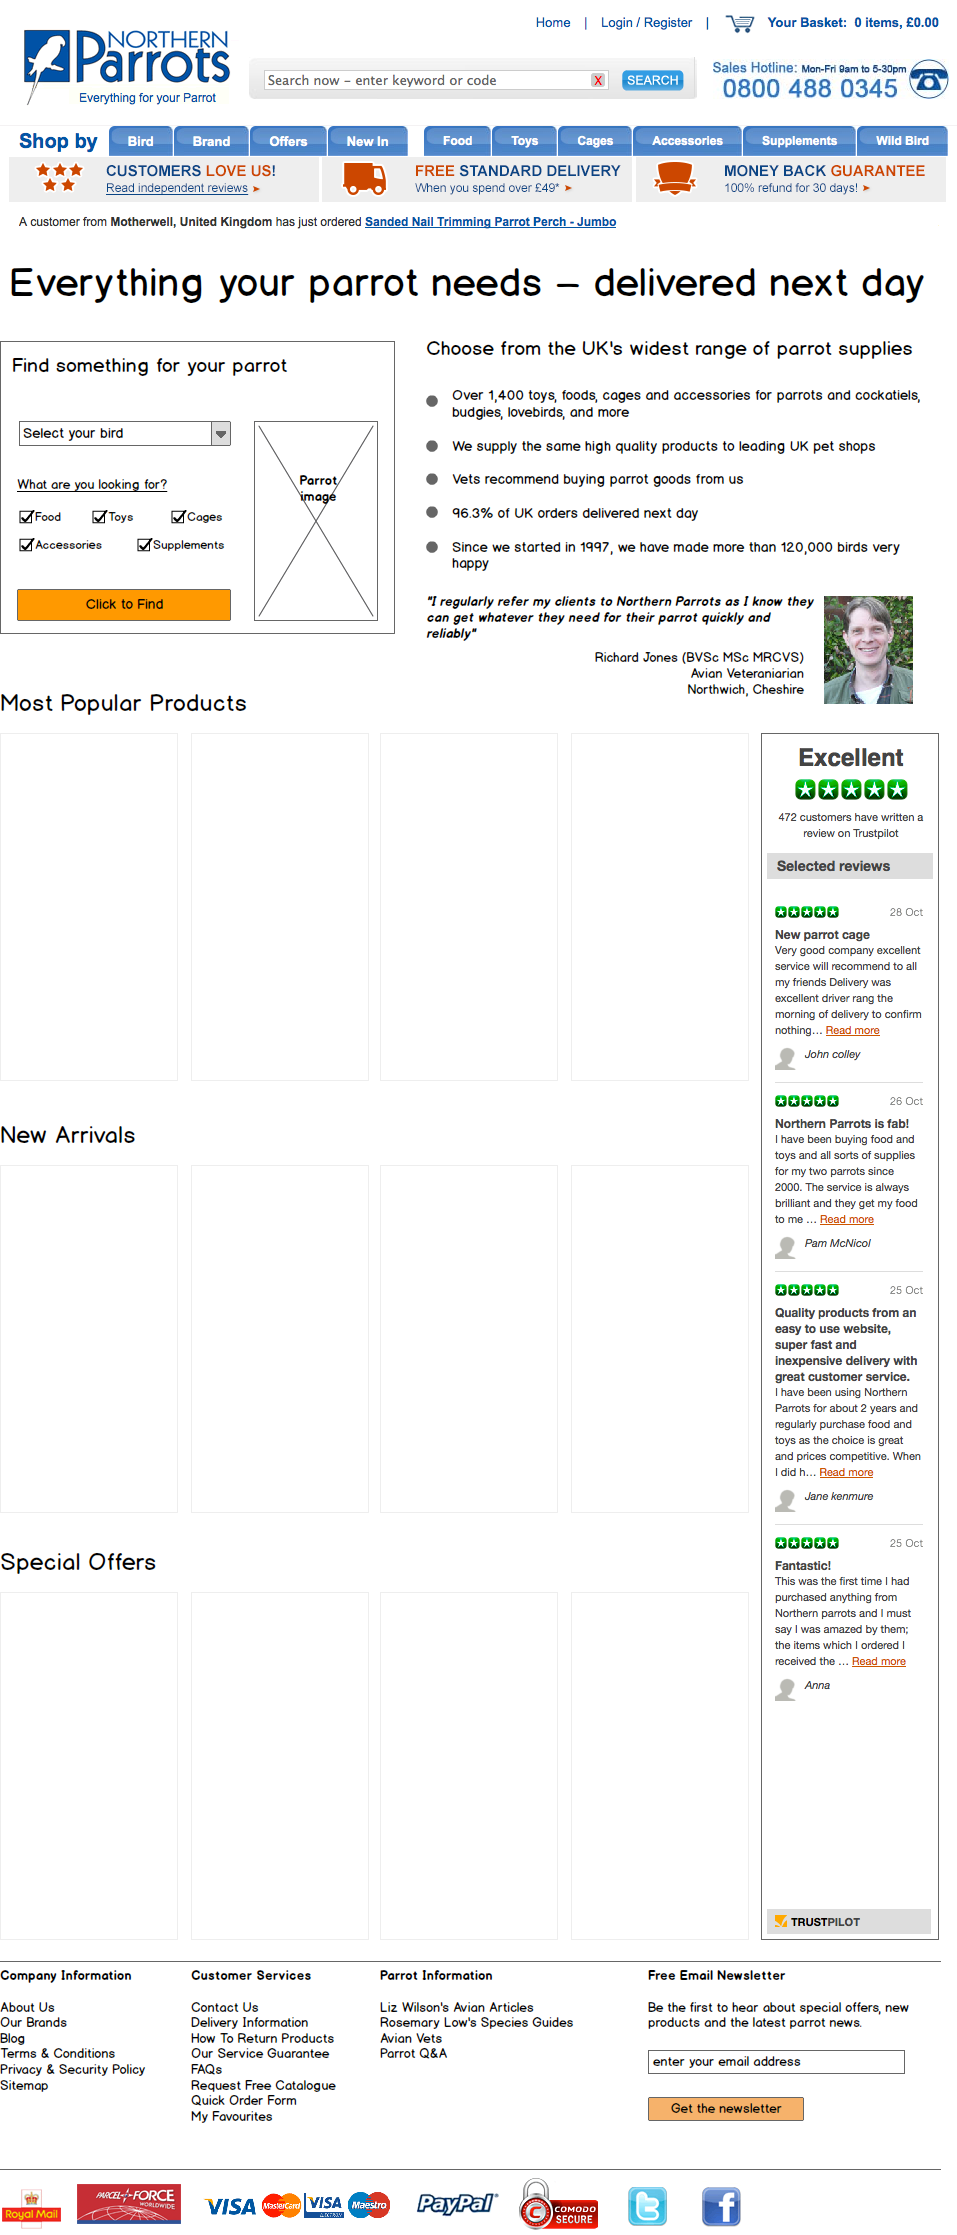 Home | Login / Register | Your Basket: 0 items, £0.00
NORTHERN
Parrots
Everything for your Parrot
Search now – enter keyword or code X SEARCH
Sales Hotline: Mon-Fri 9am to 5-30pm
0800 488 0345
Shop by Bird Brand Offers New In Food Toys Cages Accessories Supplements Wild Bird
CUSTOMERS LOVE US!
Read independent reviews
FREE STANDARD DELIVERY
When you spend over £49*
MONEY BACK GUARANTEE
100% refund for 30 days!
A customer from Motherwell, United Kingdom has just ordered Sanded Nail Trimming Parrot Perch - Jumbo
Everything your parrot needs – delivered next day
Find something for your parrot
Select your bird
What are you looking for?
Food Toys Cages
Accessories Supplements
Click to Find
Parrot
image
Choose from the UK's widest range of parrot supplies
Over 1,400 toys, foods, cages and accessories for parrots and cockatiels,
budgies, lovebirds, and more
We supply the same high quality products to leading UK pet shops
Vets recommend buying parrot goods from us
96.3% of UK orders delivered next day
Since we started in 1997, we have made more than 120,000 birds very
happy
"I regularly refer my clients to Northern Parrots as I know they
can get whatever they need for their parrot quickly and
reliably"
Richard Jones (BVSc MSc MRCVS)
Avian Veteraniarian
Northwich, Cheshire
Most Popular Products
New Arrivals
Special Offers
Excellent
472 customers have written a
review on Trustpilot
Selected reviews
28 Oct
New parrot cage
Very good company excellent
service will recommend to all
my friends Delivery was
excellent driver rang the
morning of delivery to confirm
nothing... Read more
John colley
26 Oct
Northern Parrots is fab!
I have been buying food and
toys and all sorts of supplies
for my two parrots since
2000. The service is always
brilliant and they get my food
to me ... Read more
Pam McNicol
25 Oct
Quality products from an
easy to use website,
super fast and
inexpensive delivery with
great customer service.
I have been using Northern
Parrots for about 2 years and
regularly purchase food and
toys as the choice is great
and prices competitive. When
I did h... Read more
Jane kenmure
25 Oct
Fantastic!
This was the first time I had
purchased anything from
Northern parrots and I must
say I was amazed by them;
the items which I ordered I
received the ... Read more
Anna
TRUSTPILOT
Company Information
About Us
Our Brands
Blog
Terms & Conditions
Privacy & Security Policy
Sitemap
Customer Services
Contact Us
Delivery Information
How To Return Products
Our Service Guarantee
FAQs
Request Free Catalogue
Quick Order Form
My Favourites
Parrot Information
Liz Wilson's Avian Articles
Rosemary Low's Species Guides
Avian Vets
Parrot Q&A
Free Email Newsletter
Be the first to hear about special offers, new
products and the latest parrot news.
enter your email address
Get the newsletter
Royal Mail
PARCEL FORCE
WORLDWIDE
VISA MasterCard VISA ELECTRON Maestro
PayPal
COMODO
SECURE